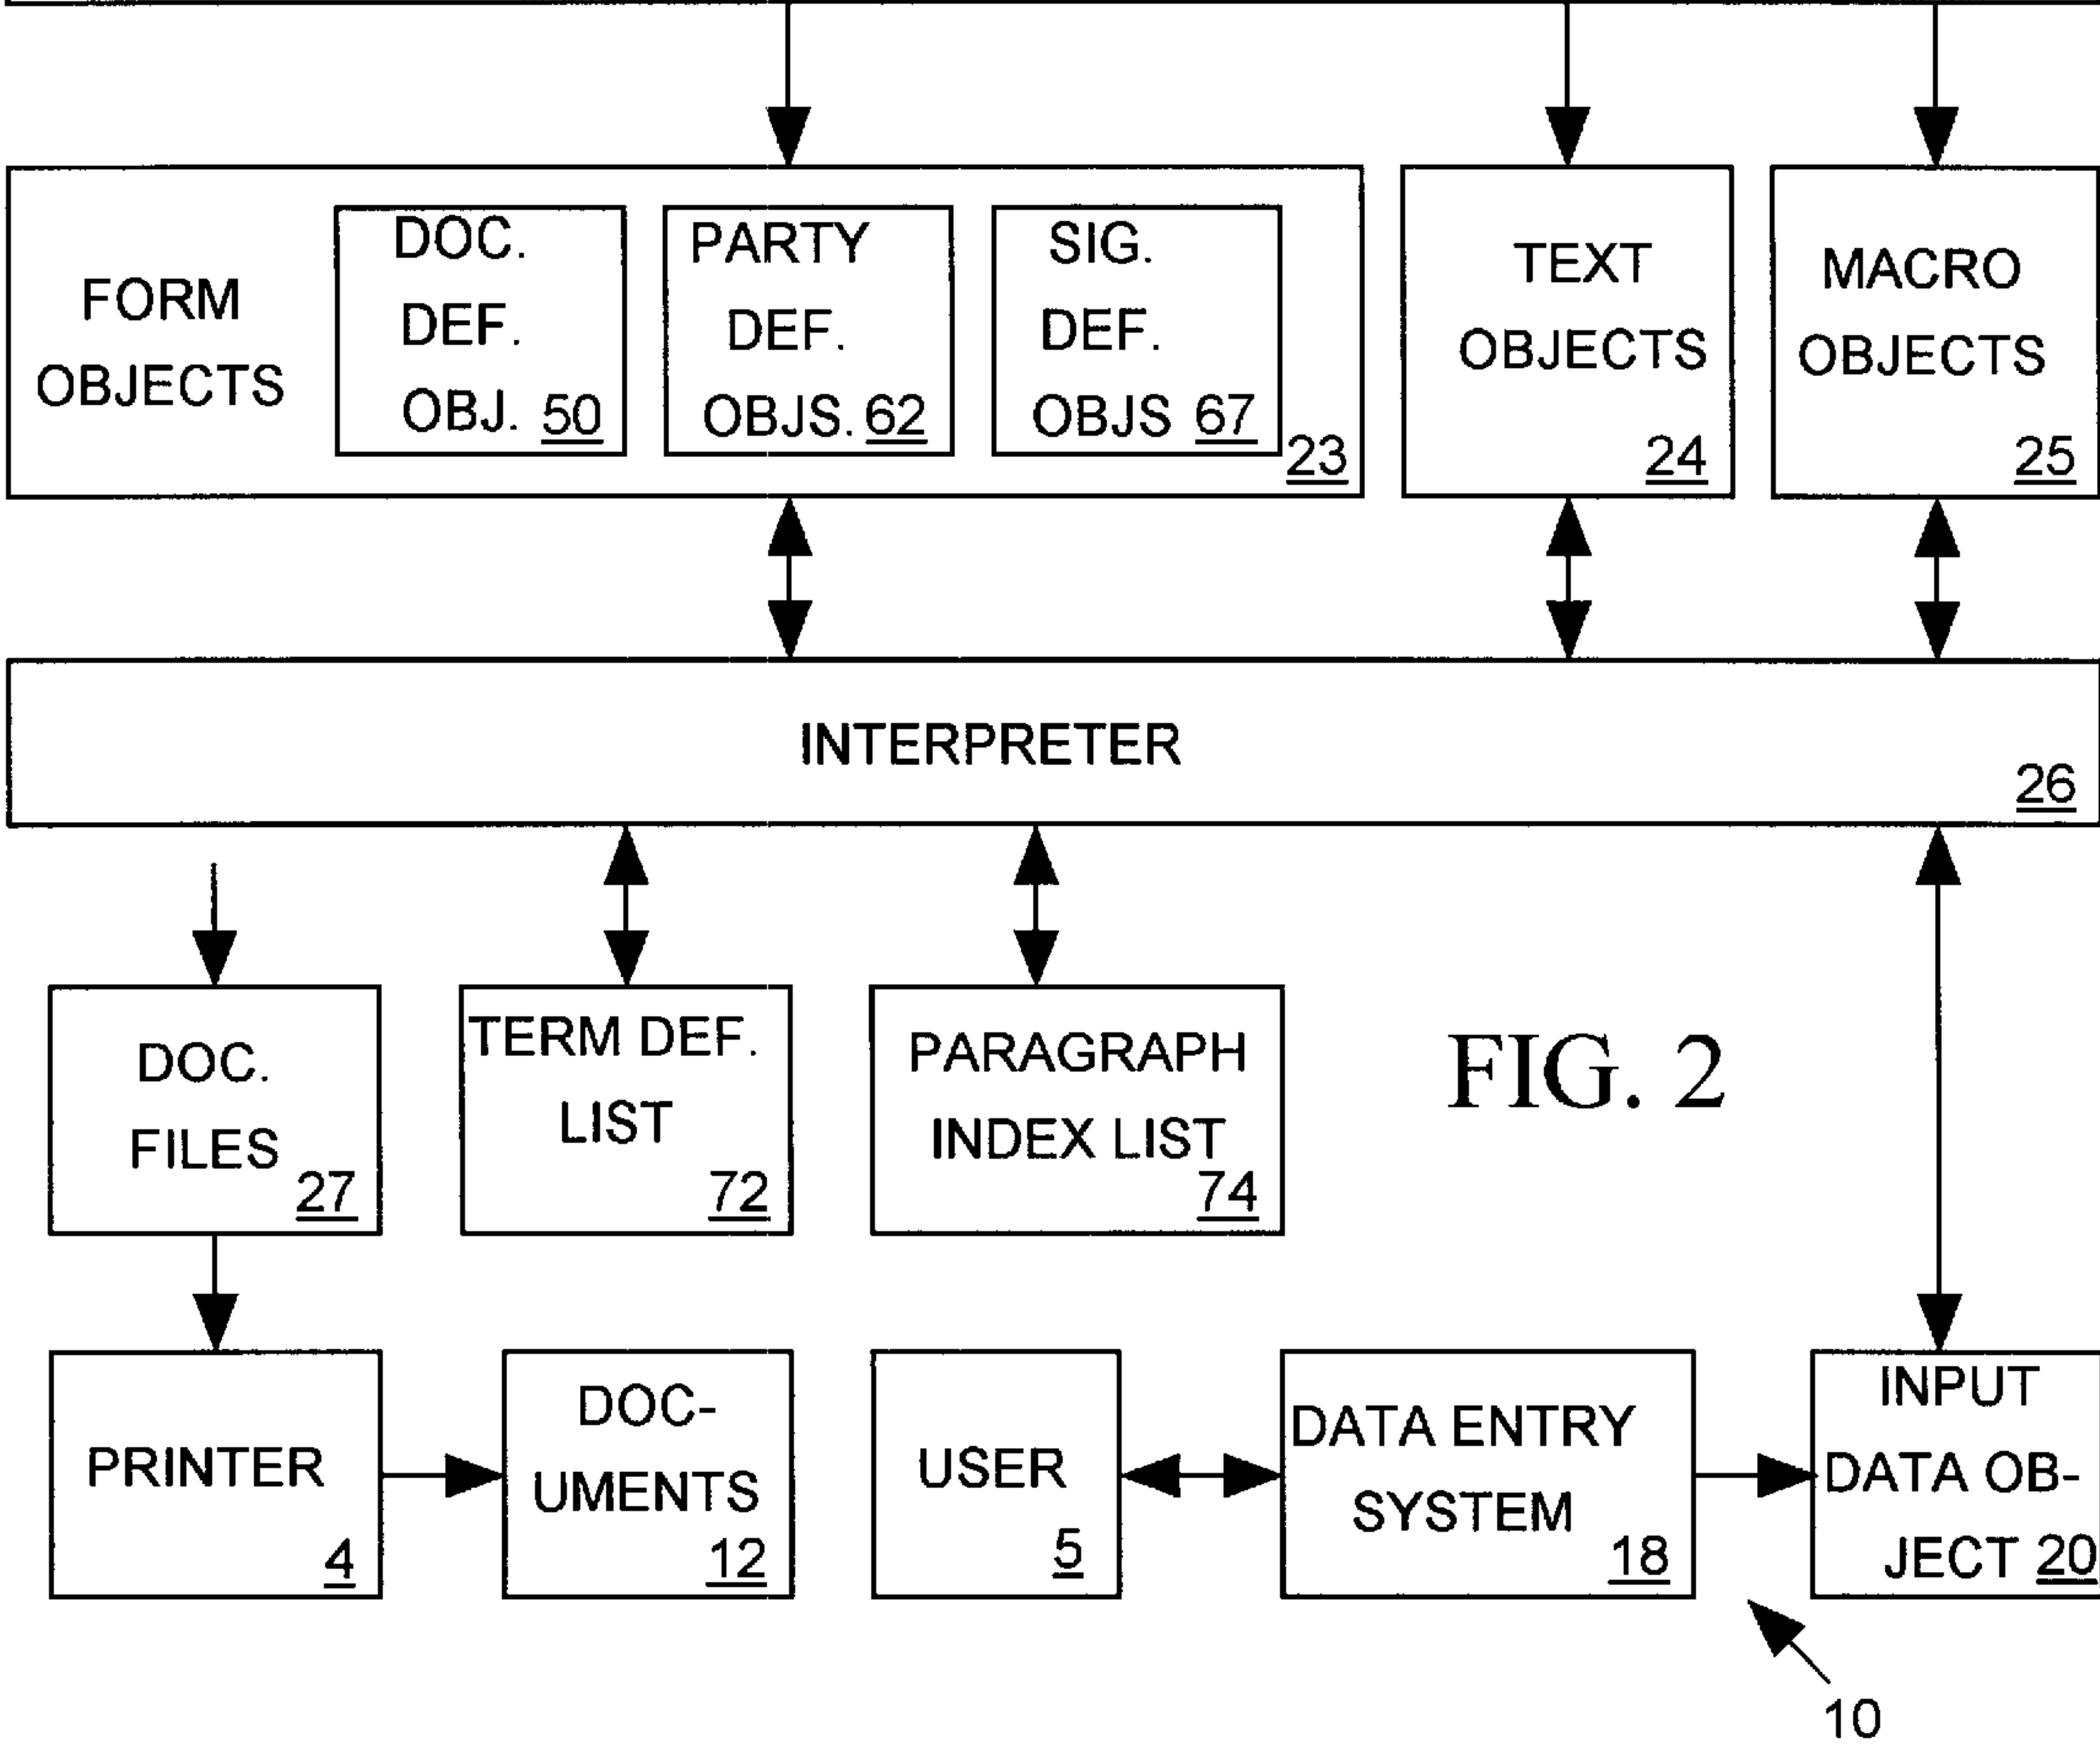 FORM
OBJECTS
DOC.
DEF.
OBJ. 50
PARTY
DEF.
OBJS. 62
SIG.
DEF.
OBJS 67
23
TEXT
OBJECTS
24
MACRO
OBJECTS
25
INTERPRETER
26
DOC.
FILES
27
TERM DEF.
LIST
72
PARAGRAPH
INDEX LIST
74
FIG. 2
PRINTER
4
DOC-
UMENTS
12
USER
5
DATA ENTRY
SYSTEM
18
INPUT
DATA OB-
JECT 20
10